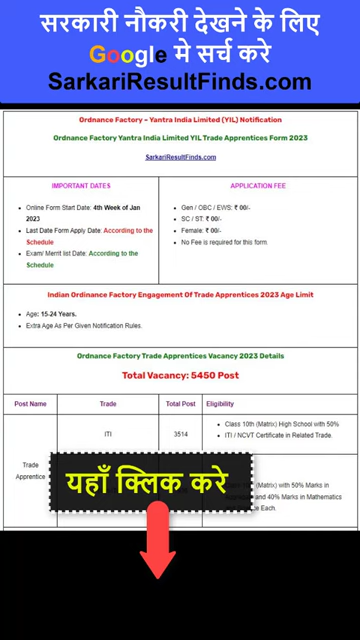 सरकारी नौकरी देखने के लिए
Google मे सर्च करे
SarkariResultFinds.com
Ordnance Factory – Yantra India Limited (YIL) Notification
Ordnance Factory Yantra India Limited YIL Trade Apprentices Form 2023
SarkariResultFinds.com
IMPORTANT DATES
Online Form Start Date: 4th Week of Jan
2023
Last Date Form Apply Date: According to the
Schedule
Exam/ Merrit list Date: According to the
Schedule
APPLICATION FEE
Gen / OBC / EWS: ₹ 00/-
SC / ST: ₹ 00/-
Female: ₹ 00/-
No Fee is required for this form.
Indian Ordinance Factory Engagement Of Trade Apprentices 2023 Age Limit
Age: 15-24 Years.
Extra Age As Per Given Notification Rules.
Ordnance Factory Trade Apprentices Vacancy 2023 Details
Total Vacancy: 5450 Post
Post Name Trade Total Post Eligibility
Trade
Apprentice
ITI 3514
Class 10th (Matrix) High School with 50%
ITI / NCVT Certificate in Related Trade.
(Matrix) with 50% Marks in
and 40% Marks in Mathematics
Each.
यहाँ क्लिक करे